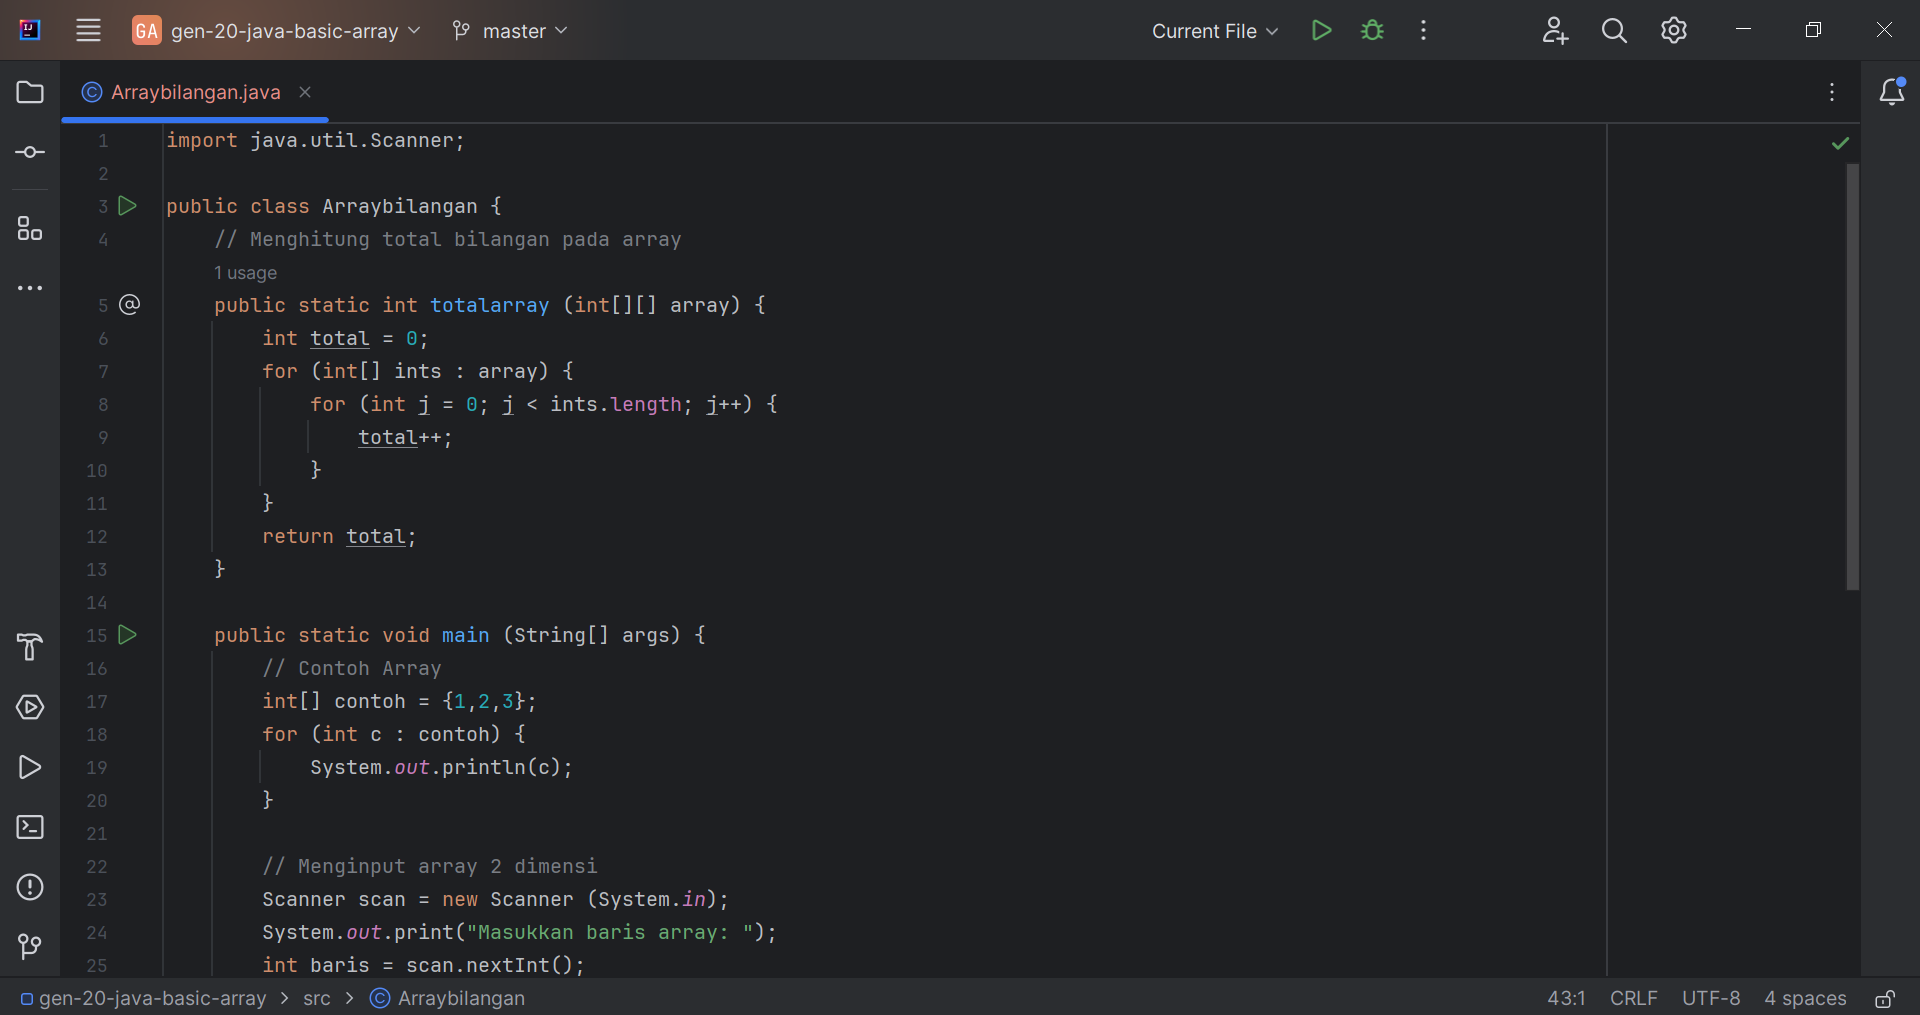 GA gen-20-java-basic-array master Current File
Arraybilangan.java
1 import java.util.Scanner;
2
3 public class Arraybilangan {
4 // Menghitung total bilangan pada array
1 usage
5 public static int totalarray (int[][] array) {
6 int total = 0;
7 for (int[] ints : array) {
8 for (int j = 0; j < ints.length; j++) {
9 total++;
10 }
11 }
12 return total;
13 }
14
15 public static void main (String[] args) {
16 // Contoh Array
17 int[] contoh = {1,2,3};
18 for (int c : contoh) {
19 System.out.println(c);
20 }
21
22 // Menginput array 2 dimensi
23 Scanner scan = new Scanner (System.in);
24 System.out.print("Masukkan baris array: ");
25 int baris = scan.nextInt();
gen-20-java-basic-array > src > Arraybilangan 43:1 CRLF UTF-8 4 spaces